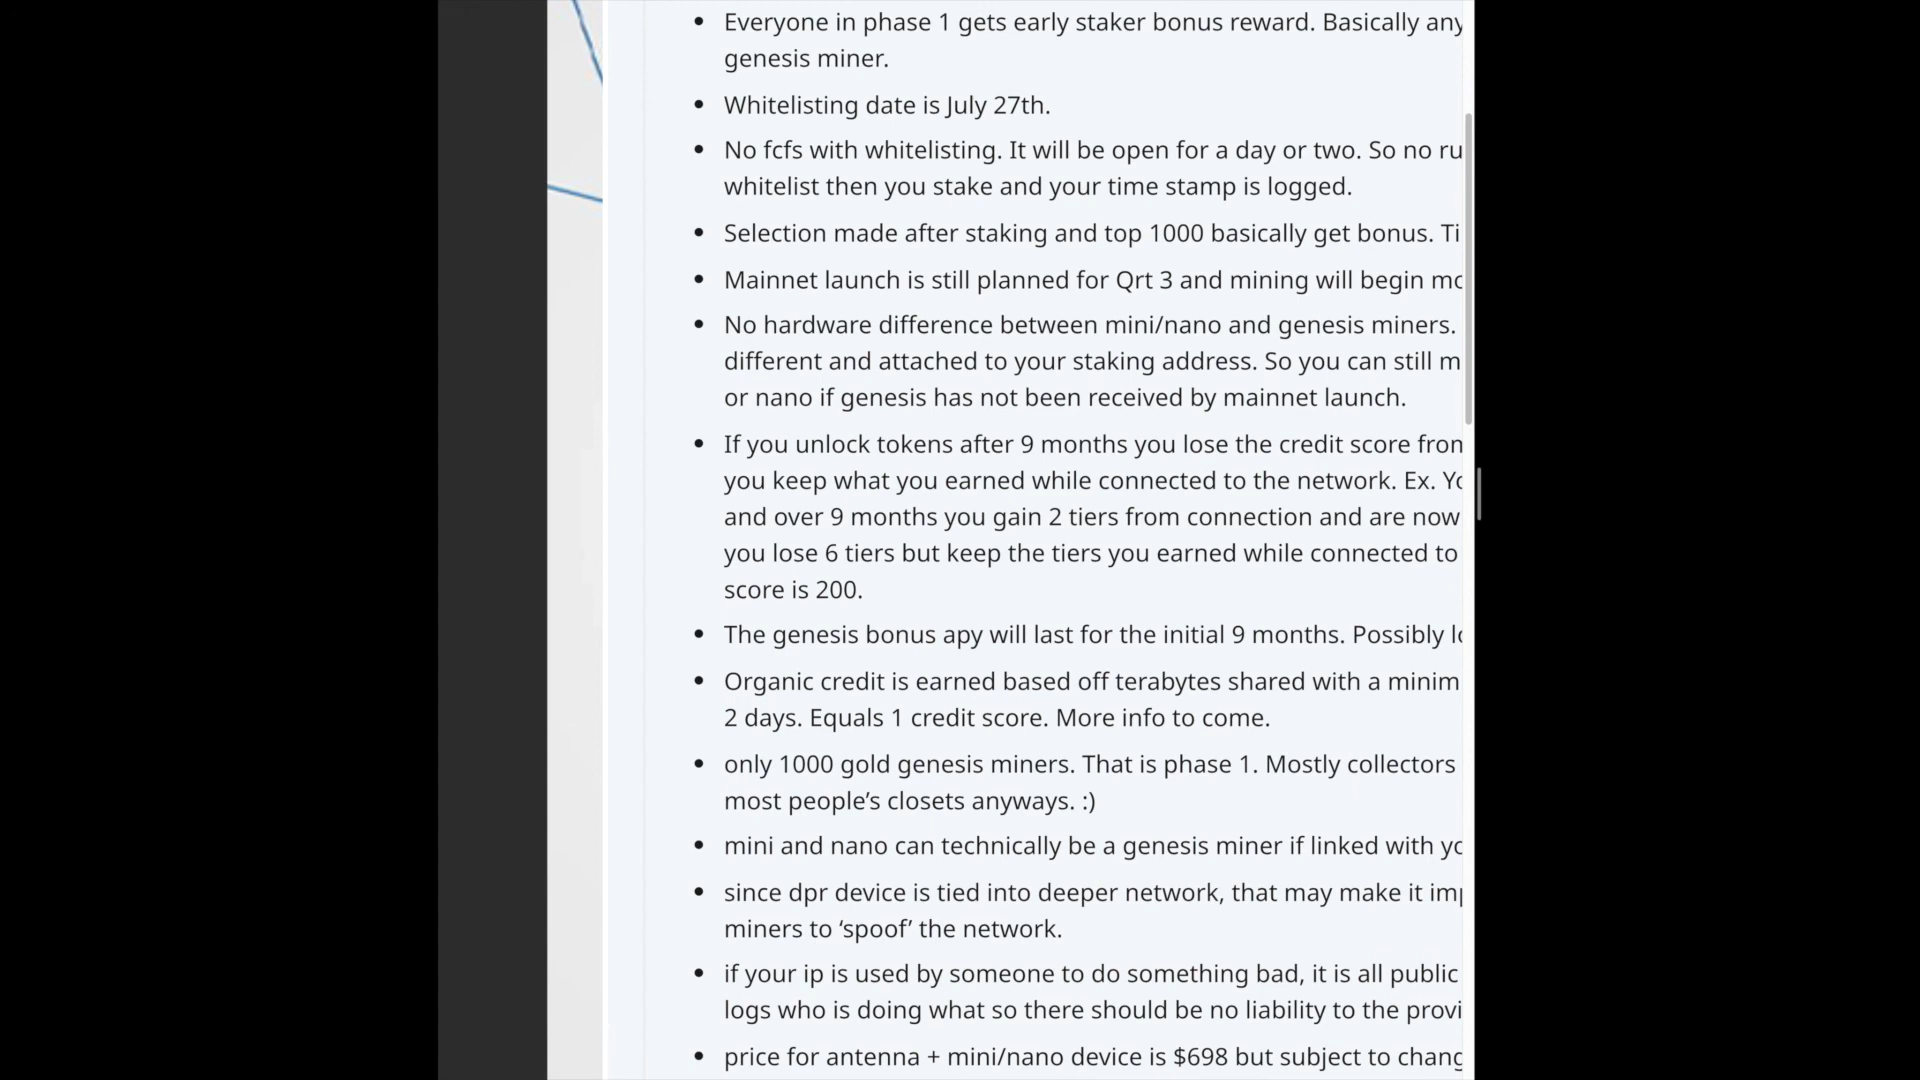 Everyone in phase 1 gets early staker bonus reward. Basically any
genesis miner.
Whitelisting date is July 27th.
No fcfs with whitelisting. It will be open for a day or two. So no ru
whitelist then you stake and your time stamp is logged.
Selection made after staking and top 1000 basically get bonus. Ti
Mainnet launch is still planned for Qrt 3 and mining will begin
No hardware difference between mini/nano and genesis miners.
different and attached to your staking address. So you can still m
or nano if genesis has not been received by mainnet launch.
If you unlock tokens after 9 months you lose the credit score
you keep what you earned while connected to the network. Ex.
and over 9 months you gain 2 tiers from connection and are now
you lose 6 tiers but keep the tiers you earned while connected to
score is 200.
The genesis bonus apy will last for the initial 9 months. Possibly
Organic credit is earned based off terabytes shared with a minim
2 days. Equals 1 credit score. More info to come.
only 1000 gold genesis miners. That is phase 1. Mostly collectors
most people’s closets anyways. :)
mini and nano can technically be a genesis miner if linked with
since dpr device is tied into deeper network, that may make it
miners to ‘spoof’ the network.
if your ip is used by someone to do something bad, it is all public
logs who is doing what so there should be no liability to the provi
price for antenna + mini/nano device is $698 but subject to